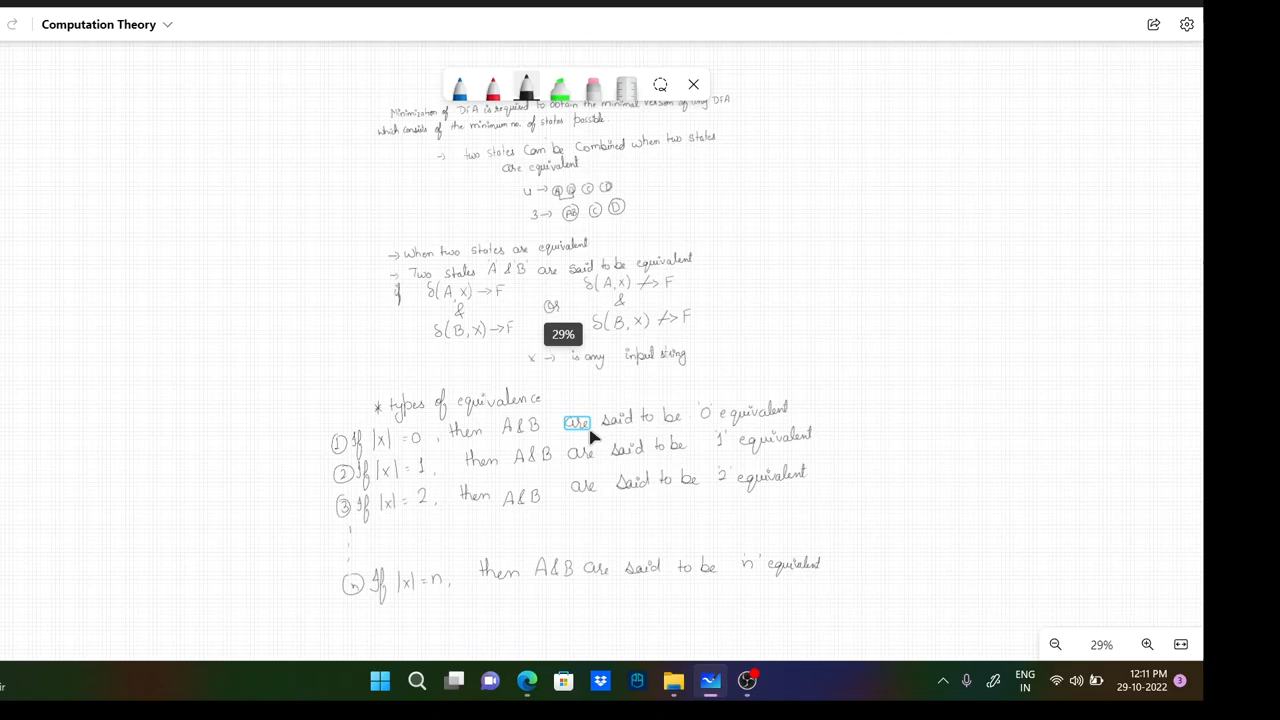 Computation Theory
Minimization of DFA is required to obtain the minimal version of any DFA
which consists of the minimum no. of states possible.
→ two states Can be Combined when two states
are equivalent
4 → A B C D
3 → AB C D
→ When two states are equivalent
→ Two states 'A' & 'B' are said to be equivalent
if δ(A,x) → F δ(A,x) ↛ F
& Or &
δ(B,x) → F δ(B,x) ↛ F
29%
x → is any input string
* types of equivalence
① If |x| = 0, then A & B are said to be '0' equivalent
② If |x| = 1, then A & B are said to be '1' equivalent
③ If |x| = 2, then A & B are said to be '2' equivalent
ⓝ If |x| = n, then A & B are said to be 'n' equivalent
29%
ir
ENG
IN
12:11 PM
29-10-2022
3